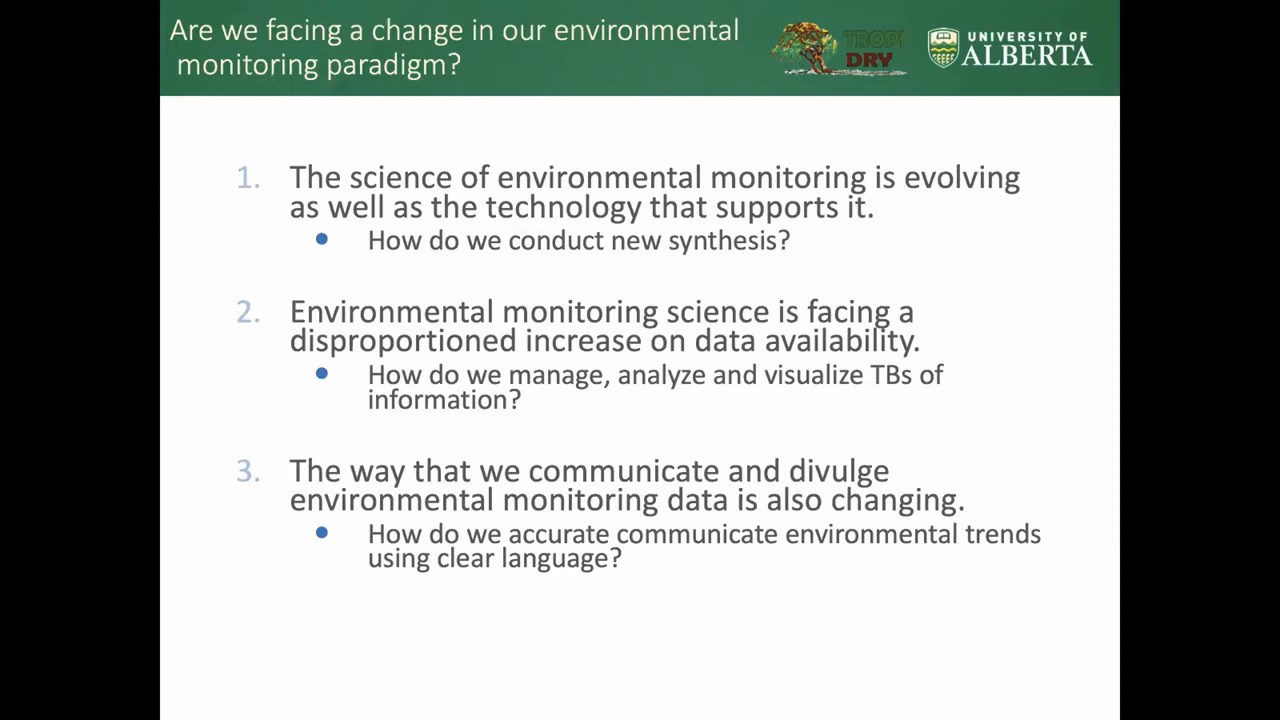 Are we facing a change in our environmental
monitoring paradigm?
TROPI
DRY
UNIVERSITY OF
ALBERTA
1. The science of environmental monitoring is evolving
as well as the technology that supports it.
• How do we conduct new synthesis?
2. Environmental monitoring science is facing a
disproportioned increase on data availability.
• How do we manage, analyze and visualize TBs of
information?
3. The way that we communicate and divulge
environmental monitoring data is also changing.
• How do we accurate communicate environmental trends
using clear language?